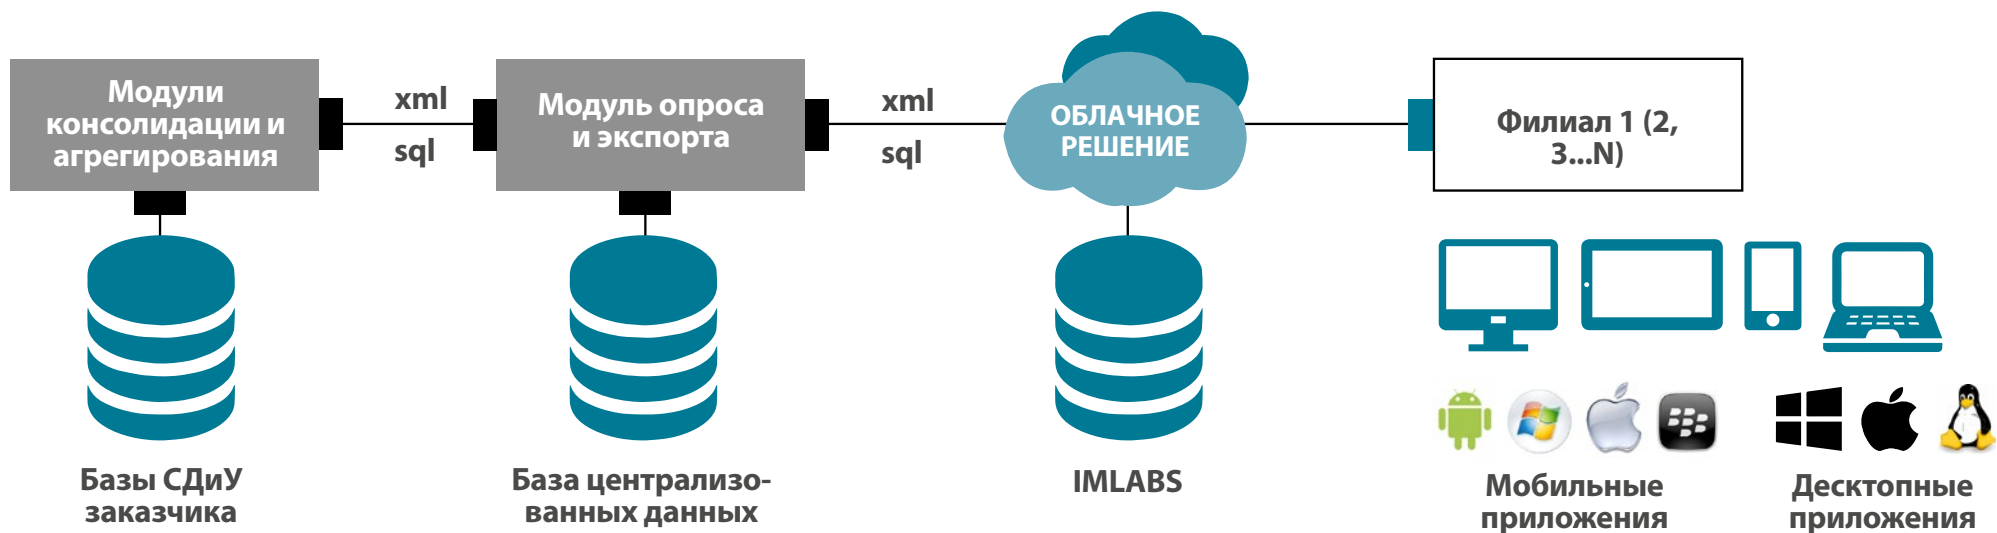 Модули
консолидации и
агрегирования
xml
sql
Модуль опроса
и экспорта
xml
sql
ОБЛАЧНОЕ
РЕШЕНИЕ
Филиал 1 (2,
3...N)
Базы СДиУ
заказчика
База централизо-
ванных данных
IMLABS
Мобильные
приложения
Десктопные
приложения